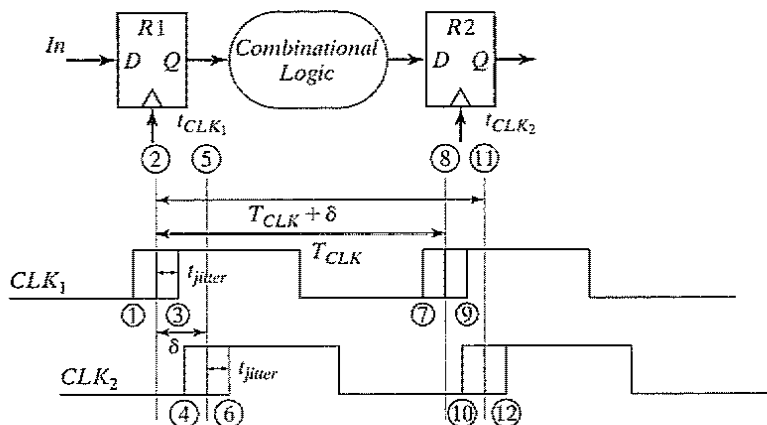 In
R1
D Q
Combinational
Logic
R2
D Q
t_CLK1
t_CLK2
② ⑤ ⑧ ⑪
T_CLK + δ
T_CLK
CLK1
t_jitter
① ③ ⑦ ⑨
δ
CLK2
t_jitter
④ ⑥ ⑩ ⑫